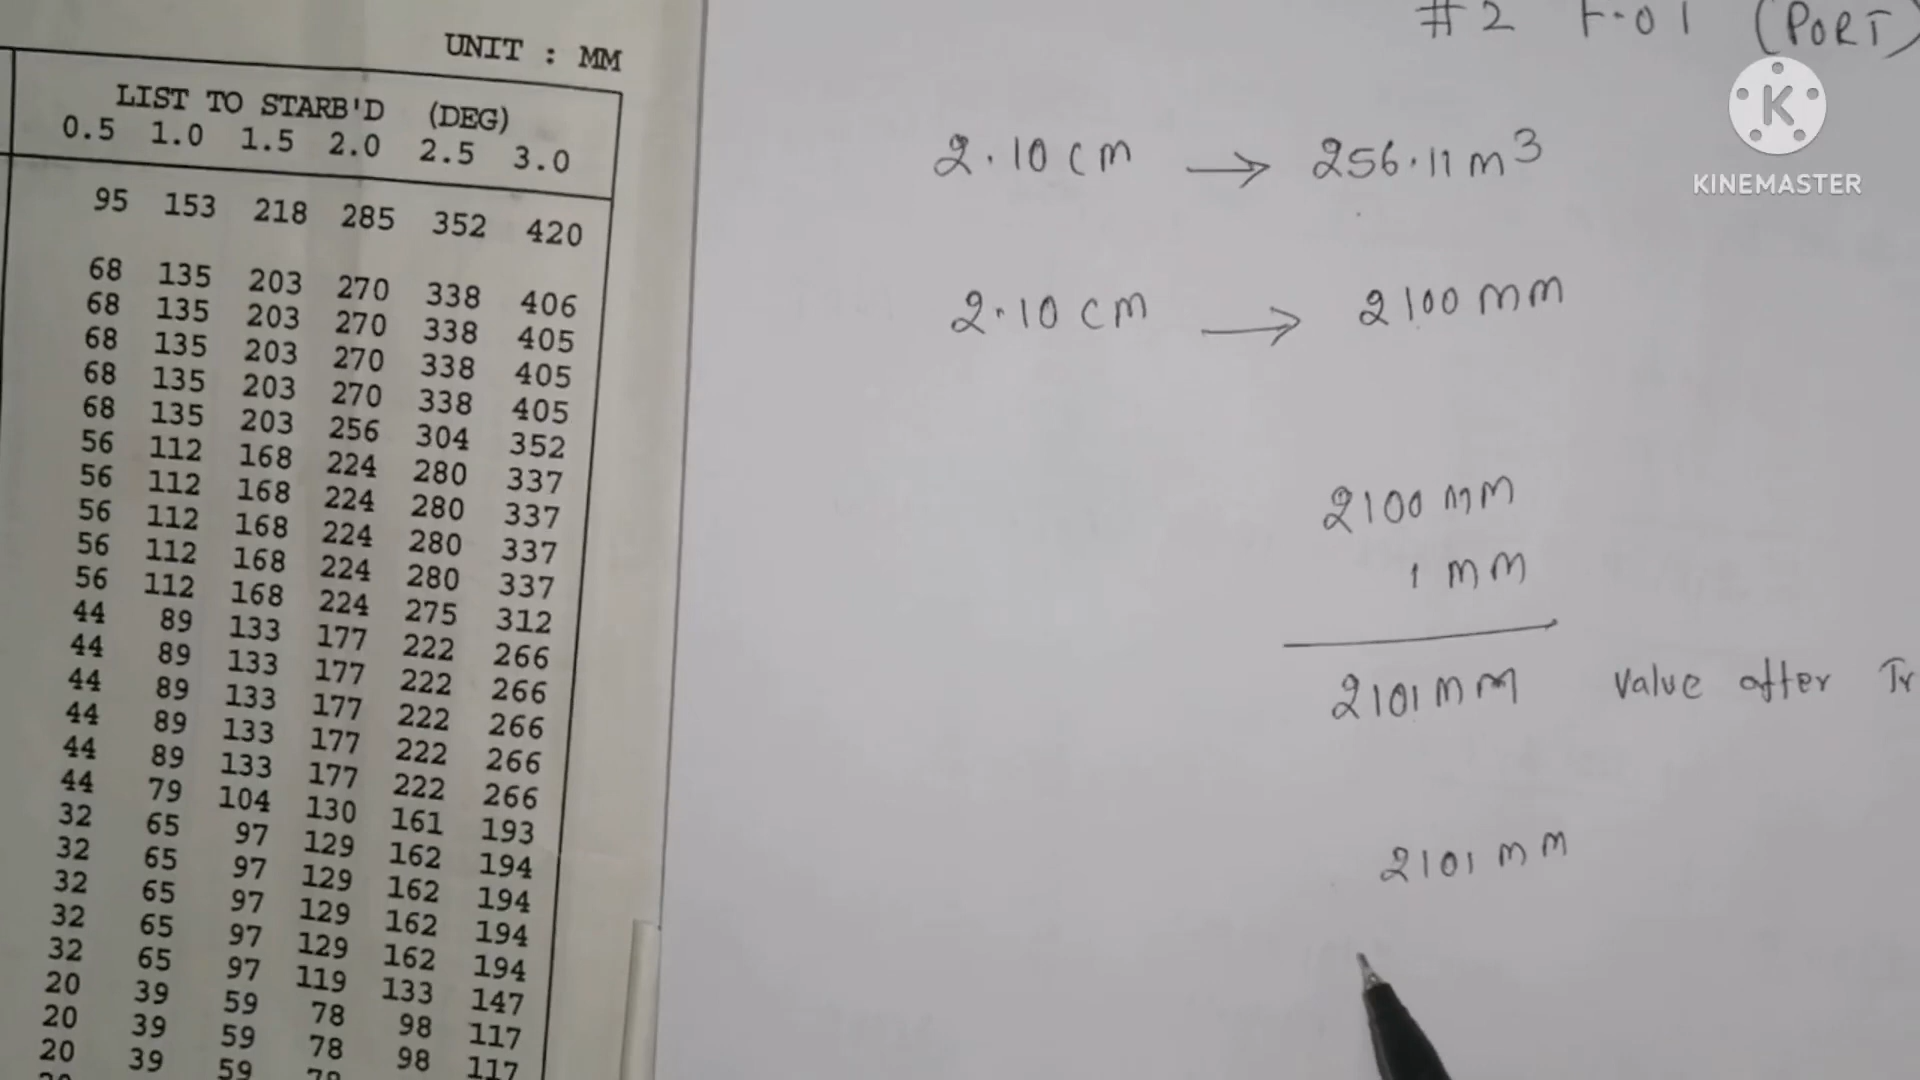 UNIT : MM
LIST TO STARB'D (DEG)
0.5 1.0 1.5 2.0 2.5 3.0
95 153 218 285 352 420
68 135 203 270 338 406
68 135 203 270 338 405
68 135 203 270 338 405
68 135 203 270 338 405
68 135 203 256 304 352
56 112 168 224 280 337
56 112 168 224 280 337
56 112 168 224 280 337
56 112 168 224 280 337
56 112 168 224 275 312
44 89 133 177 222 266
44 89 133 177 222 266
44 89 133 177 222 266
44 89 133 177 222 266
44 89 133 177 222 266
44 79 104 130 161 193
32 65 97 129 162 194
32 65 97 129 162 194
32 65 97 129 162 194
32 65 97 129 162 194
32 65 97 119 133 147
20 39 59 78 98 117
20 39 59 78 98 117
20 39 59 78
#2 F.O1 (PORT)
KINEMASTER
2.10 cm → 256.11 m³
2.10 cm → 2100 mm
2100 mm
1 mm
2101 mm value after Tr
2101 mm